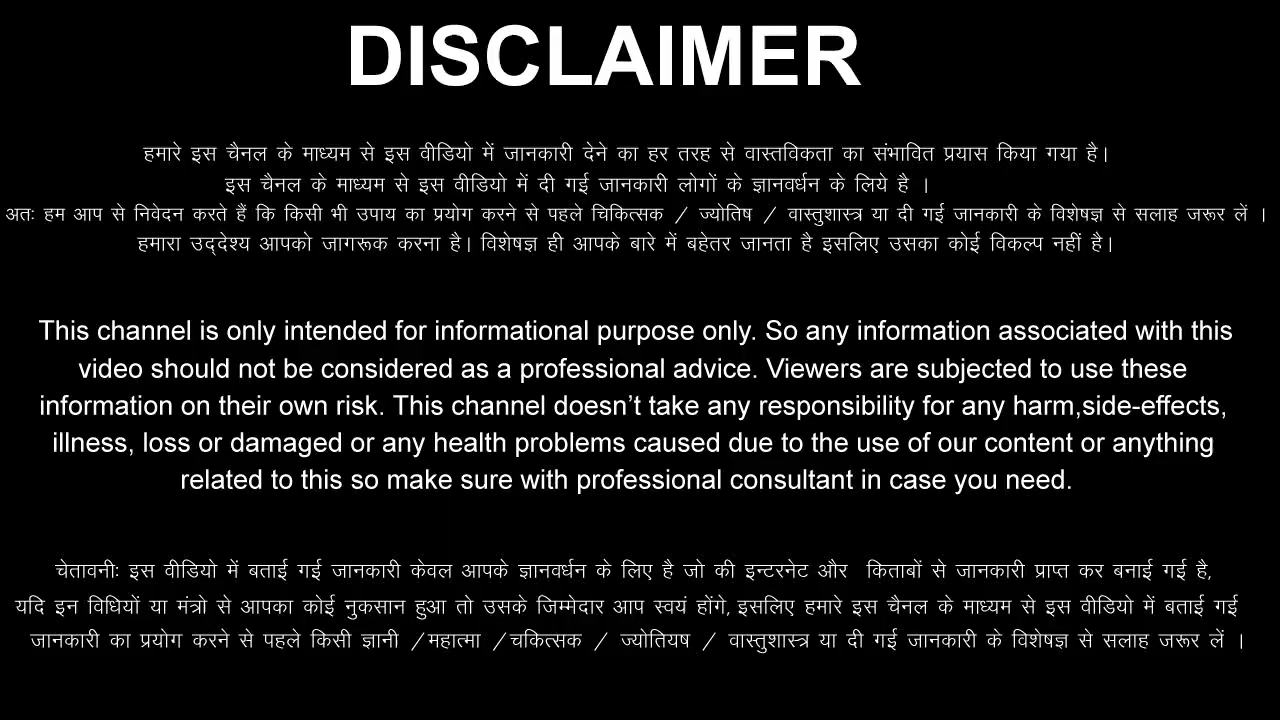 DISCLAIMER
हमारे इस चैनल के माध्यम से इस वीडियो में जानकारी देने का हर तरह से वास्तविकता का संभावित प्रयास किया गया है।
इस चैनल के माध्यम से इस वीडियो में दी गई जानकारी लोगों के ज्ञानवर्धन के लिये है ।
अतः हम आप से निवेदन करते हैं कि किसी भी उपाय का प्रयोग करने से पहले चिकित्सक / ज्योतिष / वास्तुशास्त्र या दी गई जानकारी के विशेषज्ञ से सलाह जरूर लें ।
हमारा उद्देश्य आपको जागरूक करना है। विशेषज्ञ ही आपके बारे में बहेतर जानता है इसलिए उसका कोई विकल्प नहीं है।
This channel is only intended for informational purpose only. So any information associated with this
video should not be considered as a professional advice. Viewers are subjected to use these
information on their own risk. This channel doesn’t take any responsibility for any harm,side-effects,
illness, loss or damaged or any health problems caused due to the use of our content or anything
related to this so make sure with professional consultant in case you need.
चेतावनीः इस वीडियो में बताई गई जानकारी केवल आपके ज्ञानवर्धन के लिए है जो की इन्टरनेट और किताबों से जानकारी प्राप्त कर बनाई गई है,
यदि इन विधियों या मंत्रो से आपका कोई नुकसान हुआ तो उसके जिम्मेदार आप स्वयं होंगे, इसलिए हमारे इस चैनल के माध्यम से इस वीडियो में बताई गई
जानकारी का प्रयोग करने से पहले किसी ज्ञानी /महात्मा /चकित्सक / ज्योतियष / वास्तुशास्त्र या दी गई जानकारी के विशेषज्ञ से सलाह जरूर लें ।